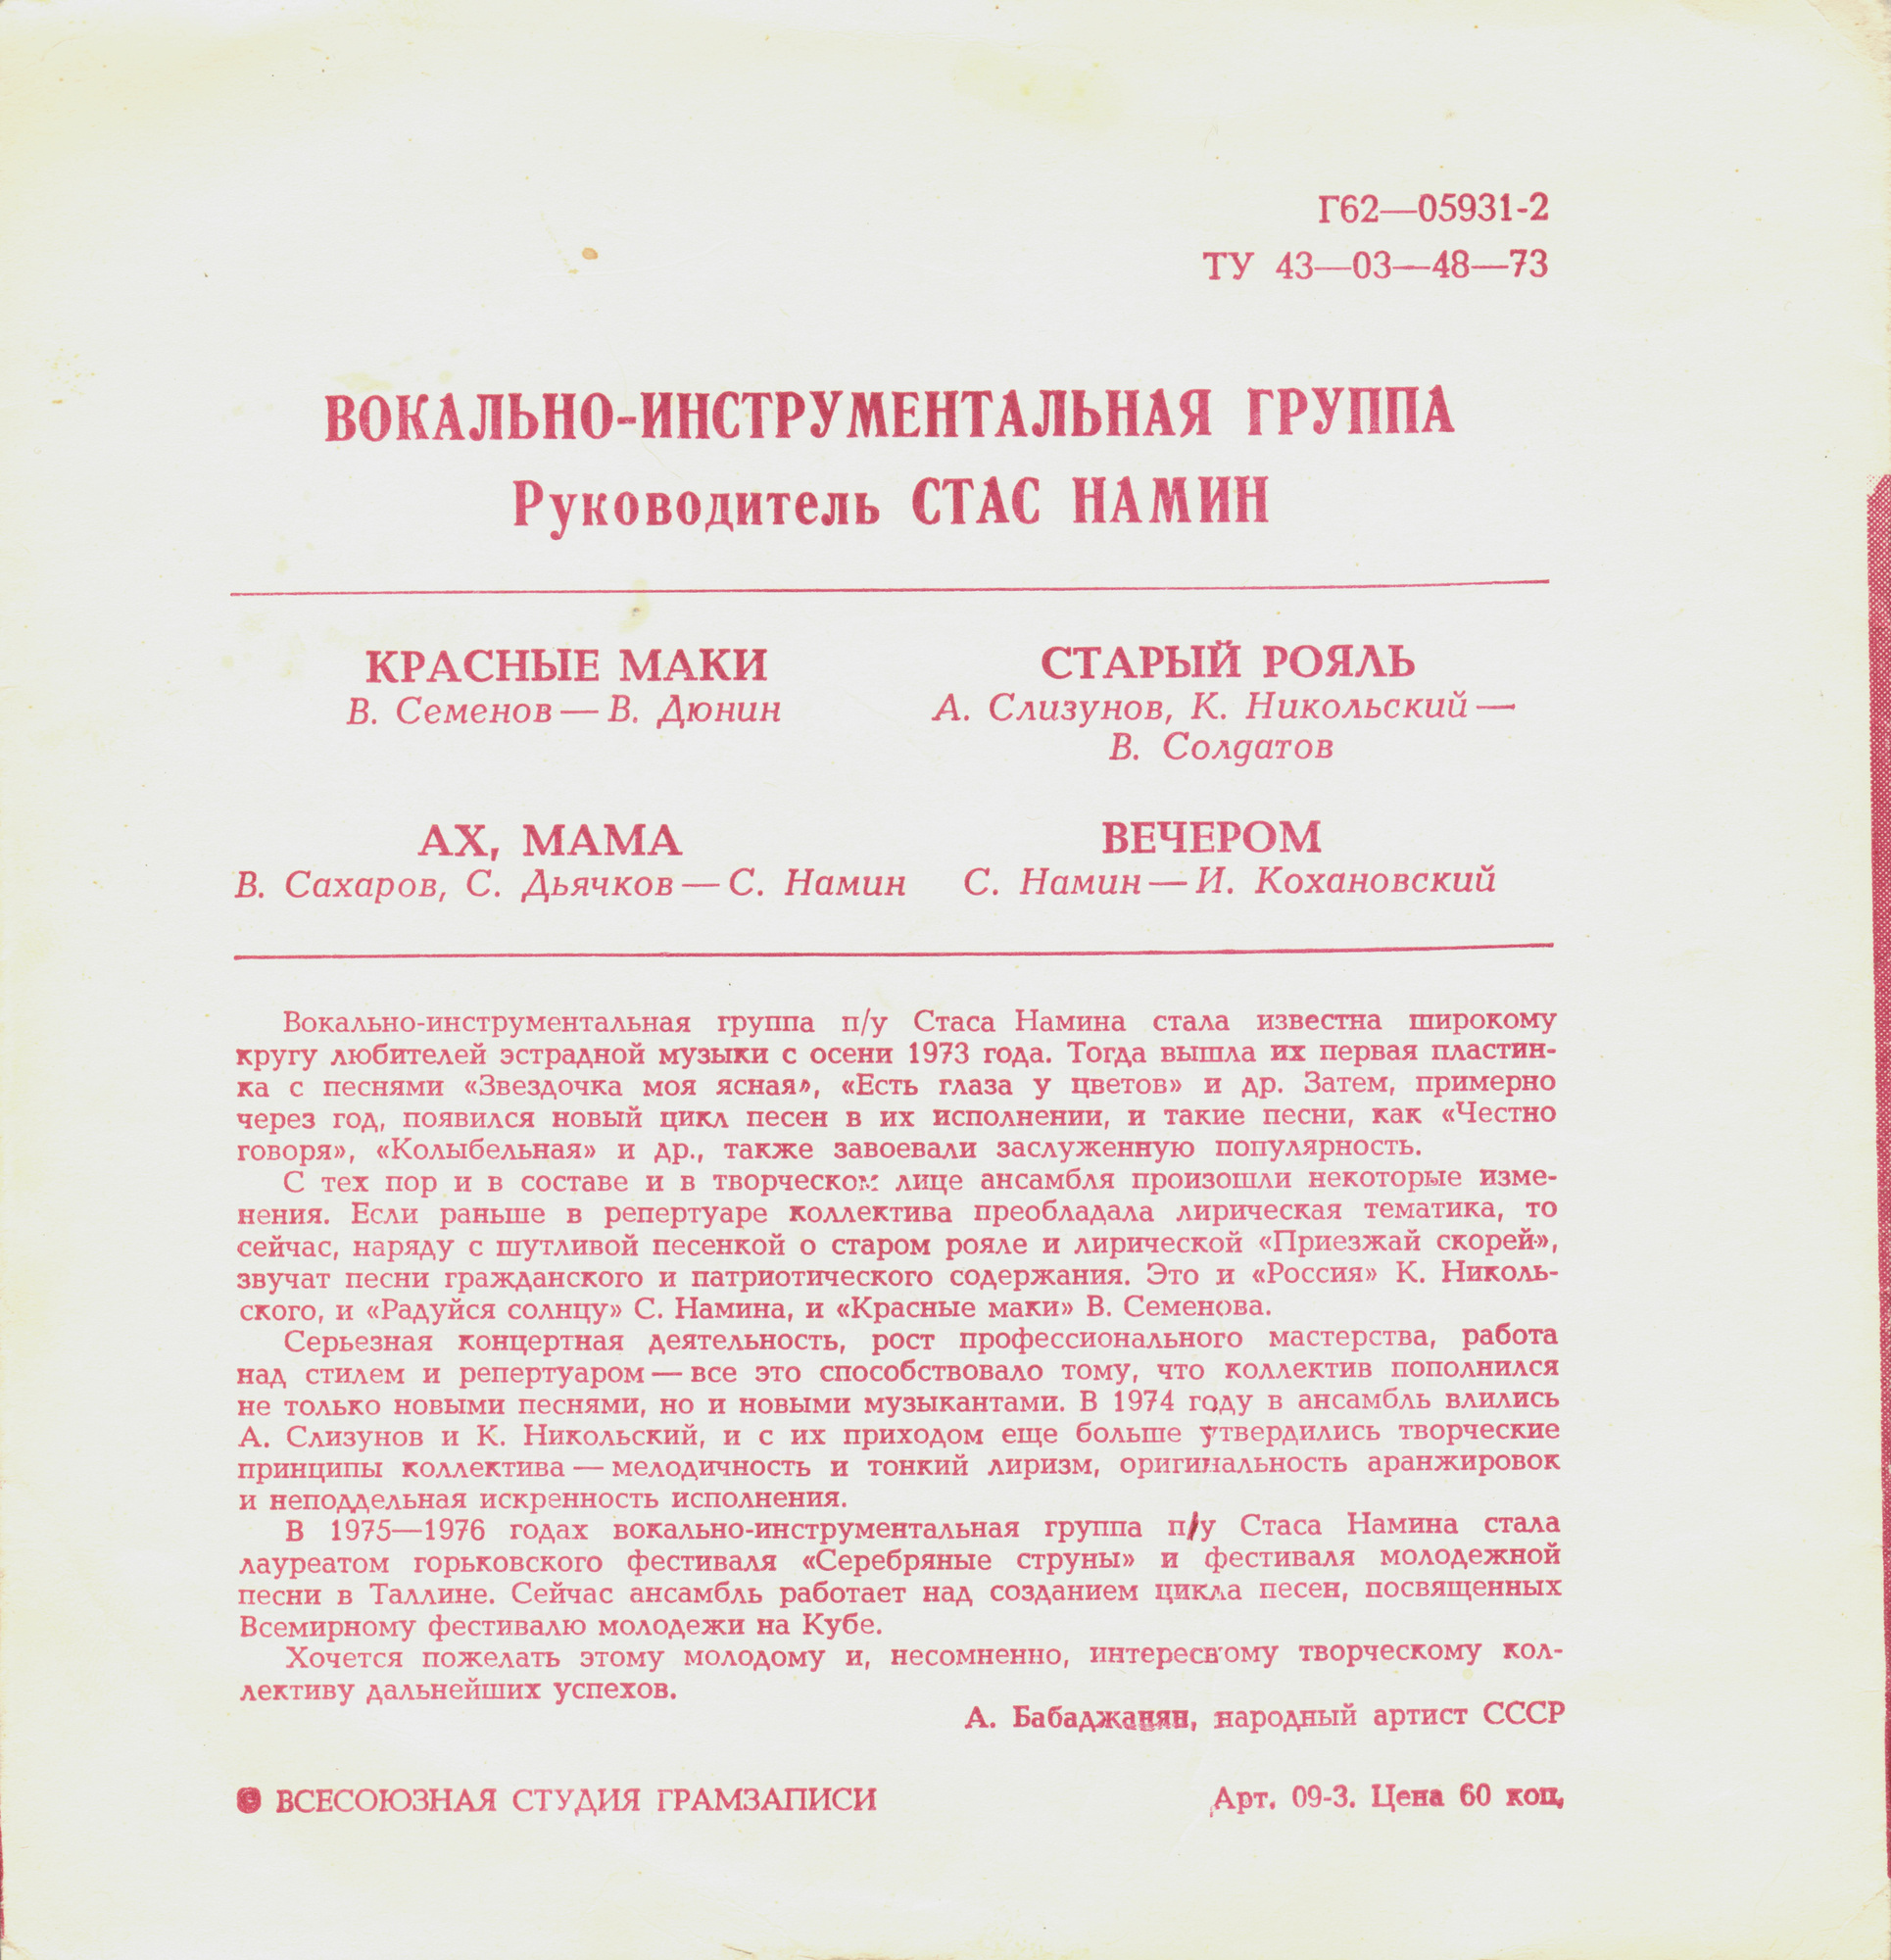 Г62—05931-2
ТУ 43—03—48—73
ВОКАЛЬНО-ИНСТРУМЕНТАЛЬНАЯ ГРУППА
Руководитель СТАС НАМИН
КРАСНЫЕ МАКИ
В. Семенов — В. Дюнин
АХ, МАМА
В. Сахаров, С. Дьячков — С. Намин
СТАРЫЙ РОЯЛЬ
А. Слизунов, К. Никольский —
В. Солдатов
ВЕЧЕРОМ
С. Намин — И. Кохановский
Вокально-инструментальная группа п/у Стаса Намина стала известна широкому
кругу любителей эстрадной музыки с осени 1973 года. Тогда вышла их первая пластин-
ка с песнями «Звездочка моя ясная», «Есть глаза у цветов» и др. Затем, примерно
через год, появился новый цикл песен в их исполнении, и такие песни, как «Честно
говоря», «Колыбельная» и др., также завоевали заслуженную популярность.
С тех пор и в составе и в творческом лице ансамбля произошли некоторые изме-
нения. Если раньше в репертуаре коллектива преобладала лирическая тематика, то
сейчас, наряду с шутливой песенкой о старом рояле и лирической «Приезжай скорей»,
звучат песни гражданского и патриотического содержания. Это и «Россия» К. Николь-
ского, и «Радуйся солнцу» С. Намина, и «Красные маки» В. Семенова.
Серьезная концертная деятельность, рост профессионального мастерства, работа
над стилем и репертуаром — все это способствовало тому, что коллектив пополнился
не только новыми песнями, но и новыми музыкантами. В 1974 году в ансамбль влились
А. Слизунов и К. Никольский, и с их приходом еще больше утвердились творческие
принципы коллектива — мелодичность и тонкий лиризм, оригинальность аранжировок
и неподдельная искренность исполнения.
В 1975—1976 годах вокально-инструментальная группа п/у Стаса Намина стала
лауреатом горьковского фестиваля «Серебряные струны» и фестиваля молодежной
песни в Таллине. Сейчас ансамбль работает над созданием цикла песен, посвященных
Всемирному фестивалю молодежи на Кубе.
Хочется пожелать этому молодому и, несомненно, интересному творческому кол-
лективу дальнейших успехов.
А. Бабаджанян, народный артист СССР
℗ ВСЕСОЮЗНАЯ СТУДИЯ ГРАМЗАПИСИ
Арт. 09-3. Цена 60 коп.